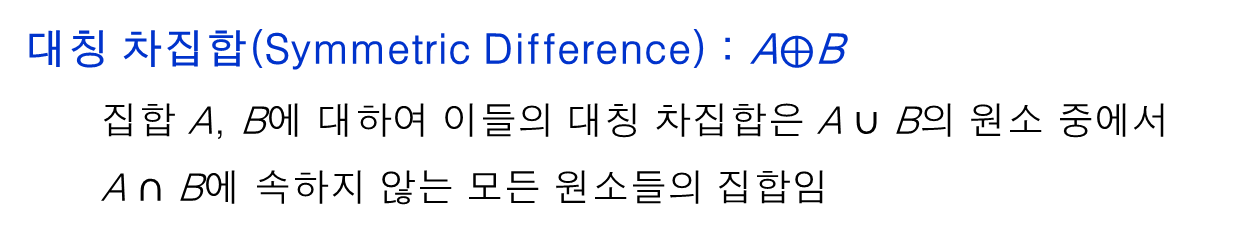 대칭 차집합(Symmetric Difference) : A⊕B
집합 A, B에 대하여 이들의 대칭 차집합은 A ∪ B의 원소 중에서
A ∩ B에 속하지 않는 모든 원소들의 집합임